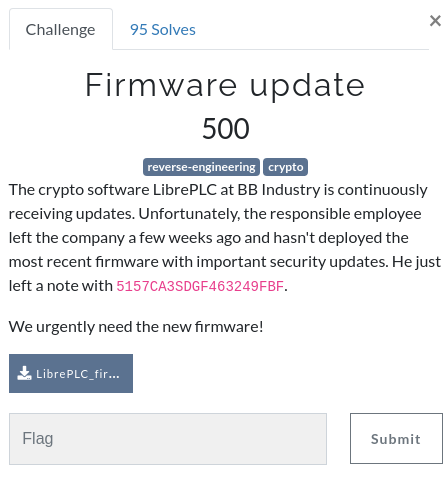 Challenge
95 Solves
×
Firmware update
500
reverse-engineering crypto
The crypto software LibrePLC at BB Industry is continuously
receiving updates. Unfortunately, the responsible employee
left the company a few weeks ago and hasn't deployed the
most recent firmware with important security updates. He just
left a note with 5157CA3SDGF463249FBF.
We urgently need the new firmware!
LibrePLC_fir...
Flag
Submit